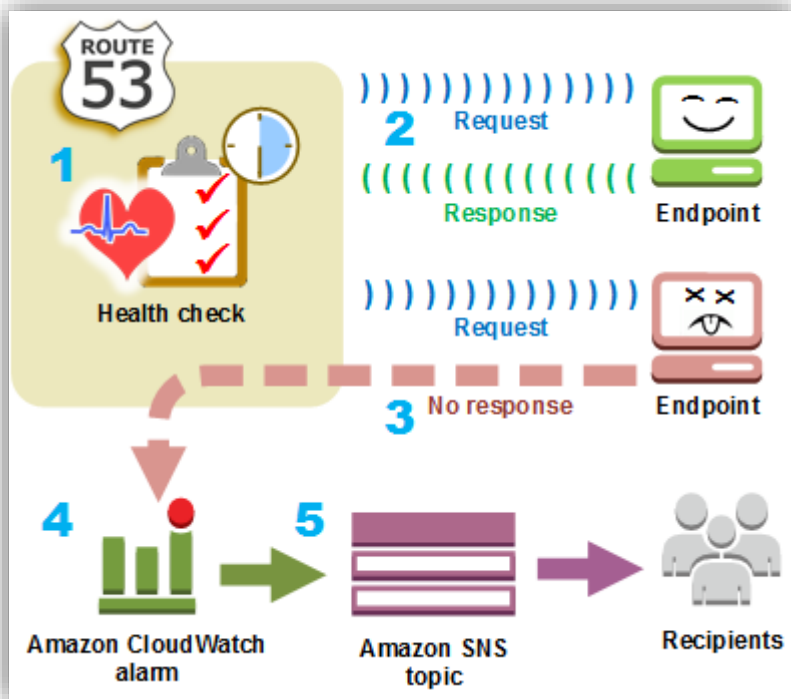 ROUTE
53
1
Health check
2
Request
Response
Endpoint
Request
3
No response
Endpoint
4
Amazon CloudWatch
alarm
5
Amazon SNS
topic
Recipients